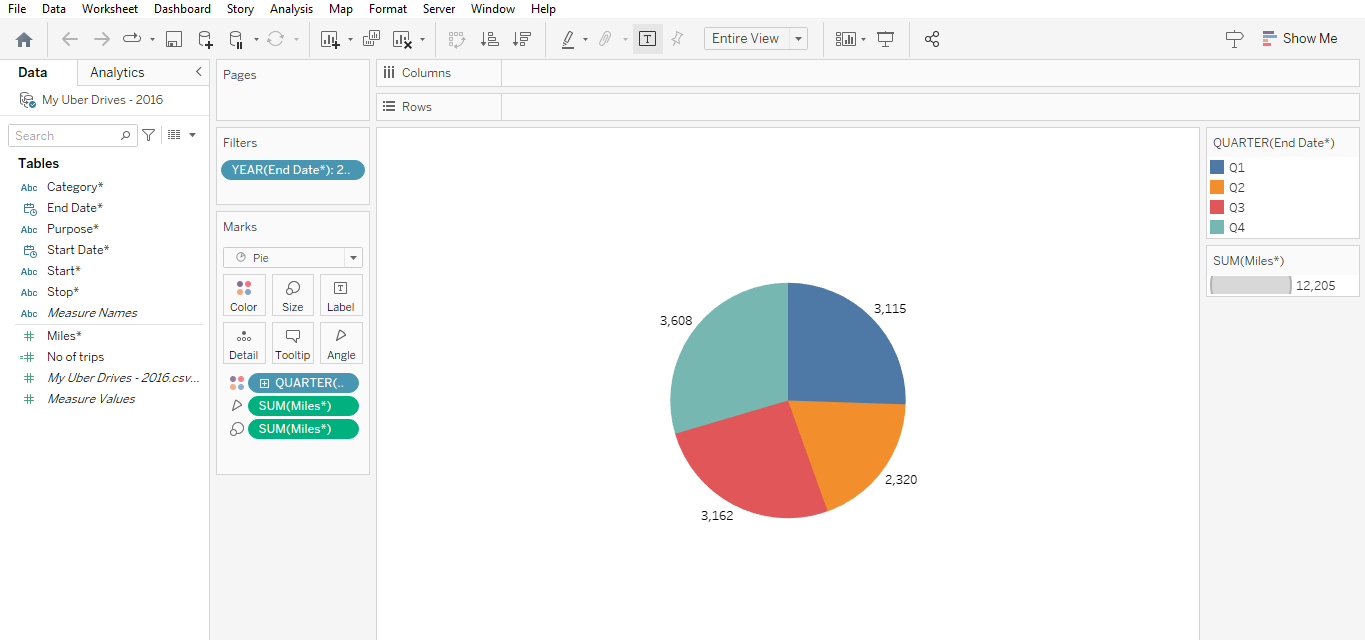 File Data Worksheet Dashboard Story Analysis Map Format Server Window Help
Entire View
Show Me
Data Analytics
My Uber Drives - 2016
Search
Tables
Abc Category*
End Date*
Abc Purpose*
Start Date*
Abc Start*
Abc Stop*
Abc Measure Names
# Miles*
=# No of trips
# My Uber Drives - 2016.csv...
# Measure Values
Pages
Filters
YEAR(End Date*): 2..
Marks
Pie
Color Size Label
Detail Tooltip Angle
QUARTER(..
SUM(Miles*)
SUM(Miles*)
Columns
Rows
3,115
3,608
2,320
3,162
QUARTER(End Date*)
Q1
Q2
Q3
Q4
SUM(Miles*)
12,205